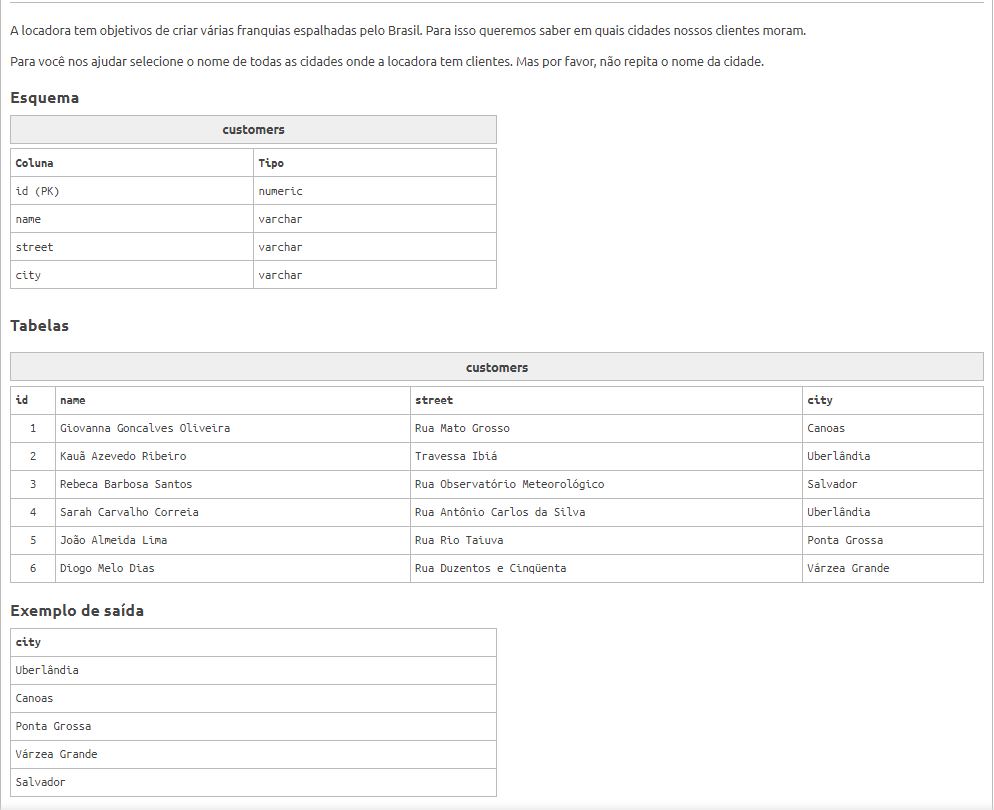 A locadora tem objetivos de criar várias franquias espalhadas pelo Brasil. Para isso queremos saber em quais cidades nossos clientes moram.
Para você nos ajudar selecione o nome de todas as cidades onde a locadora tem clientes. Mas por favor, não repita o nome da cidade.
Esquema
customers
Coluna Tipo
id (PK) numeric
name varchar
street varchar
city varchar
Tabelas
customers
id name street city
1 Giovanna Goncalves Oliveira Rua Mato Grosso Canoas
2 Kauã Azevedo Ribeiro Travessa Ibiá Uberlândia
3 Rebeca Barbosa Santos Rua Observatório Meteorológico Salvador
4 Sarah Carvalho Correia Rua Antônio Carlos da Silva Uberlândia
5 João Almeida Lima Rua Rio Taiuva Ponta Grossa
6 Diogo Melo Dias Rua Duzentos e Cinqüenta Várzea Grande
Exemplo de saída
city
Uberlândia
Canoas
Ponta Grossa
Várzea Grande
Salvador